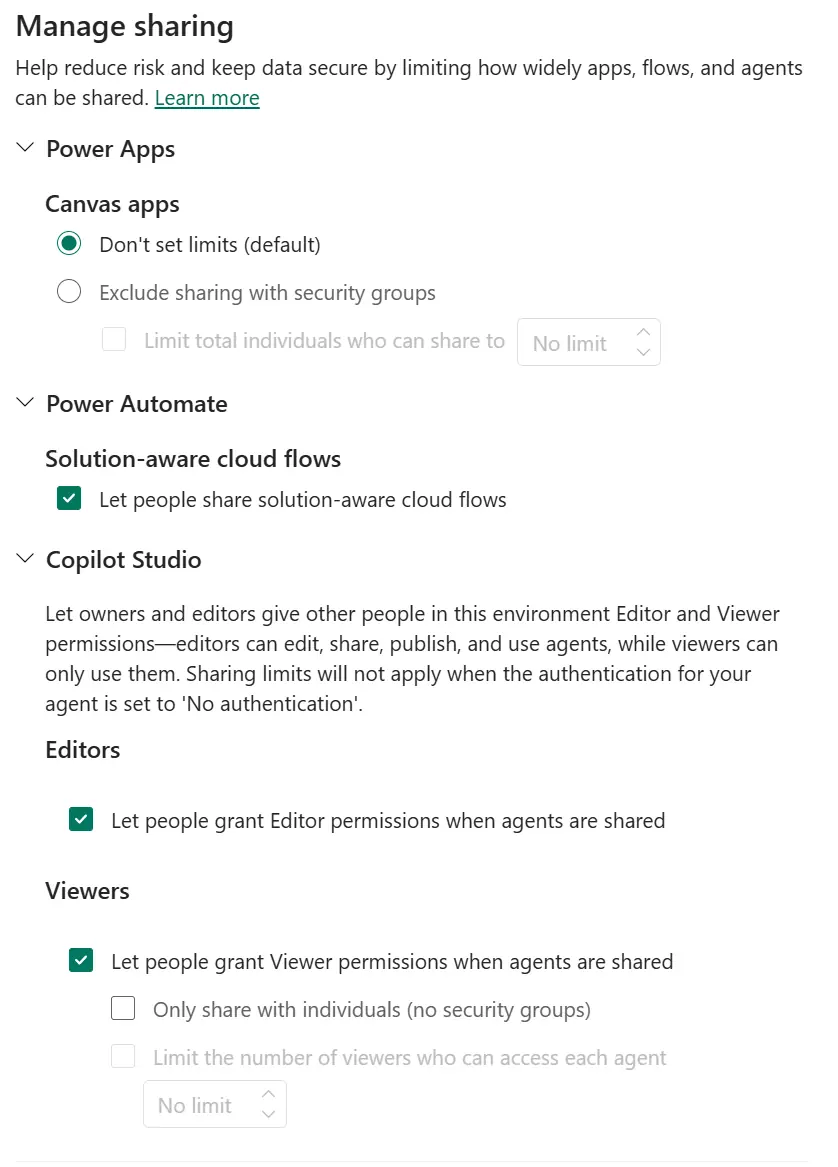 Manage sharing
Help reduce risk and keep data secure by limiting how widely apps, flows, and agents
can be shared. Learn more
Power Apps
Canvas apps
Don't set limits (default)
Exclude sharing with security groups
Limit total individuals who can share to No limit
Power Automate
Solution-aware cloud flows
Let people share solution-aware cloud flows
Copilot Studio
Let owners and editors give other people in this environment Editor and Viewer
permissions—editors can edit, share, publish, and use agents, while viewers can
only use them. Sharing limits will not apply when the authentication for your
agent is set to 'No authentication'.
Editors
Let people grant Editor permissions when agents are shared
Viewers
Let people grant Viewer permissions when agents are shared
Only share with individuals (no security groups)
Limit the number of viewers who can access each agent
No limit